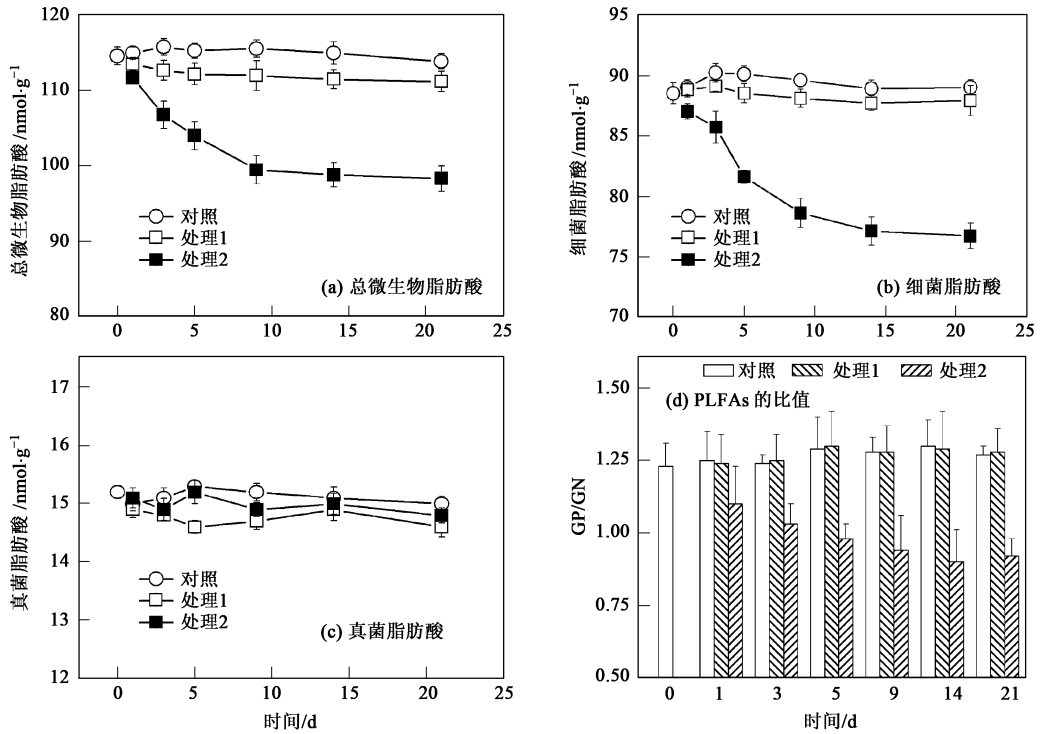 120
110
100
90
80
总微生物脂肪酸/nmol·g⁻¹
对照
处理1
处理2
(a) 总微生物脂肪酸
0 5 10 15 20 25
95
90
85
80
75
70
细菌脂肪酸/nmol·g⁻¹
对照
处理1
处理2
(b) 细菌脂肪酸
0 5 10 15 20 25
17
16
15
14
13
12
真菌脂肪酸/nmol·g⁻¹
对照
处理1
处理2
(c) 真菌脂肪酸
0 5 10 15 20 25
时间/d
对照 处理1 处理2
(d) PLFAs的比值
1.50
1.25
1.00
0.75
0.50
GP/GN
0 1 3 5 9 14 21
时间/d